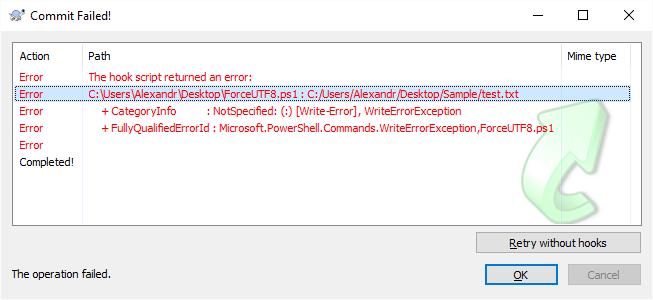 Commit Failed!
Action Path Mime type
Error The hook script returned an error:
Error C:\Users\Alexandr\Desktop\ForceUTF8.ps1 : C:/Users/Alexandr/Desktop/Sample/test.txt
Error + CategoryInfo : NotSpecified: (:) [Write-Error], WriteErrorException
Error + FullyQualifiedErrorId : Microsoft.PowerShell.Commands.WriteErrorException,ForceUTF8.ps1
Error
Completed!
Retry without hooks
The operation failed. OK Cancel